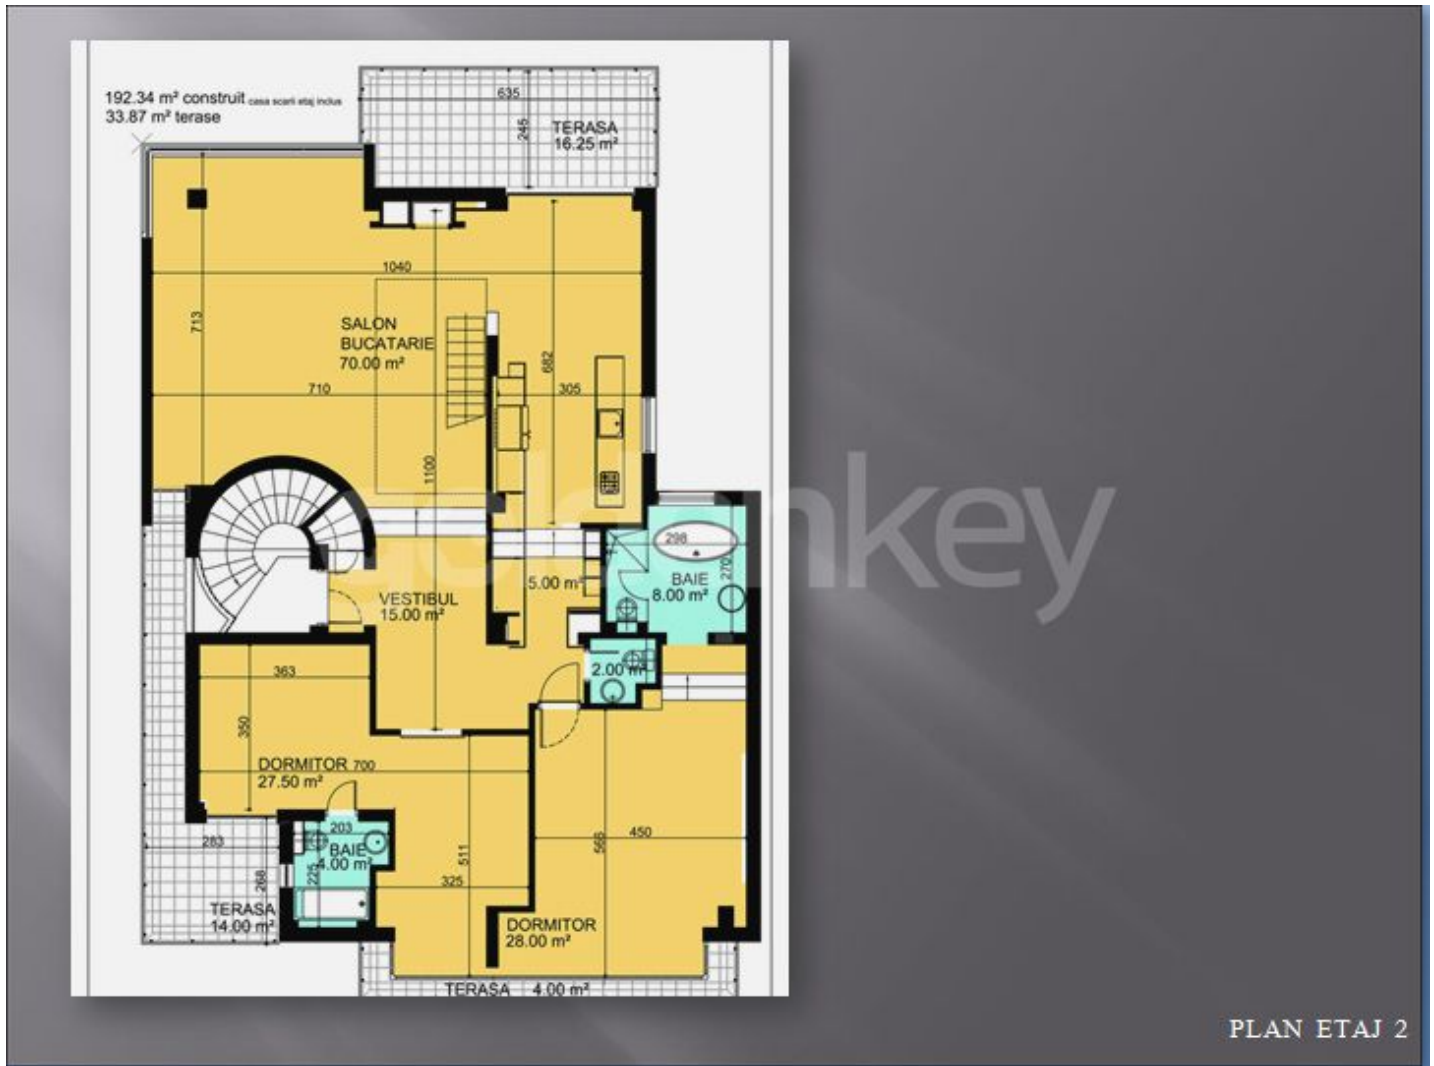 192.34 m² construit casa scarii etaj inclus
33.87 m² terase
635
245
TERASA
16.25 m²
1040
713
SALON
BUCATARIE
70.00 m²
682
710
305
1100
goldenkey
298
270
BAIE
8.00 m²
5.00 m²
VESTIBUL
15.00 m²
2.00 m²
363
350
DORMITOR 700
27.50 m²
203
BAIE
4.00 m²
225
283
268
511
325
566
450
TERASA
14.00 m²
DORMITOR
28.00 m²
TERASA 4.00 m²
PLAN ETAJ 2